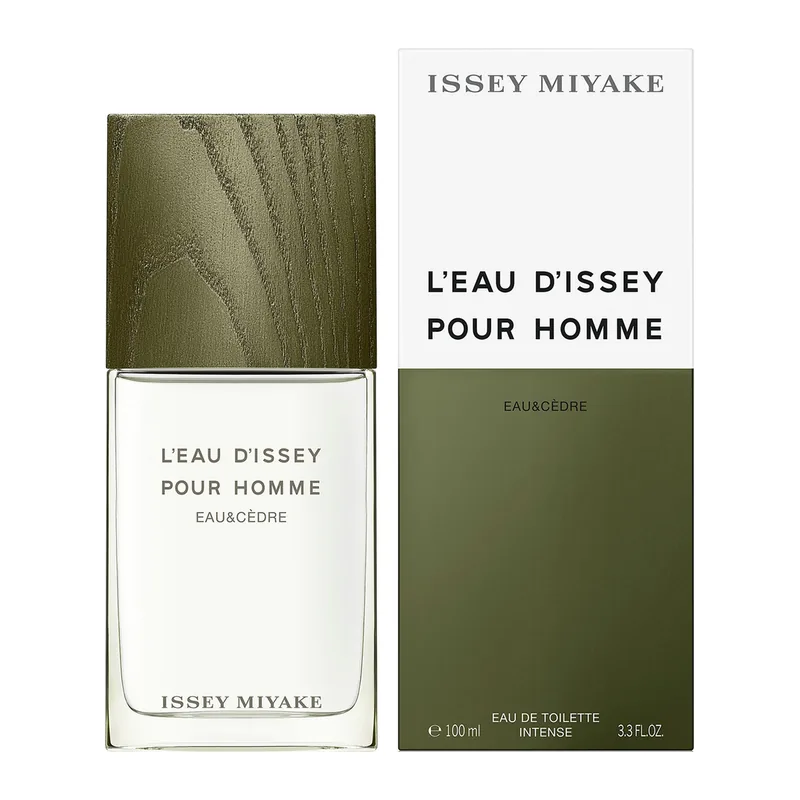 L'EAU D'ISSEY
POUR HOMME
EAU&CÈDRE
ISSEY MIYAKE
ISSEY MIYAKE
L'EAU D'ISSEY
POUR HOMME
EAU&CÈDRE
℮ 100 ml
EAU DE TOILETTE
INTENSE
3.3 FL.OZ.